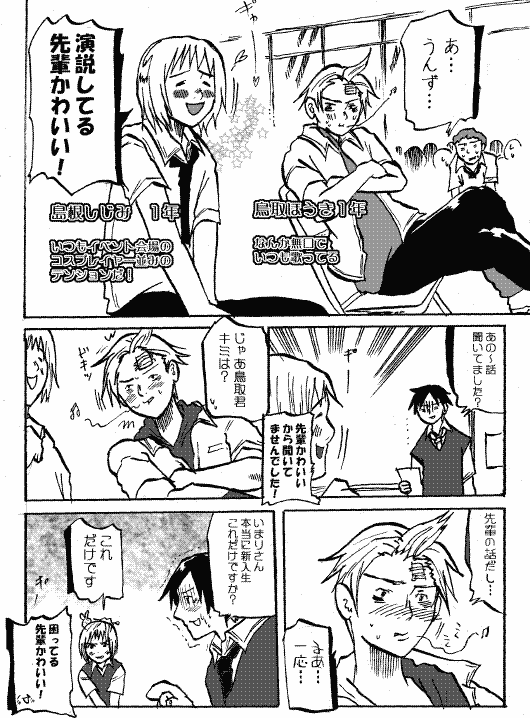 あ…
うんず…
演説してる
先輩かわいい！
鳥取ほうき1年
なんか無口で
いつも歌ってる
島根しじみ　1年
いつもイベント会場の
コスプレイヤー並みの
テンションだ！
あの〜話
聞いてました？
先輩かわいい
から聞いて
ませんでした！
じゃあ鳥取君
キミは？
先輩の話だし…
まあ…
一応…
いまりさん
本当に新入生
これだけですか？
これ
だけです
困ってる
先輩かわいい！